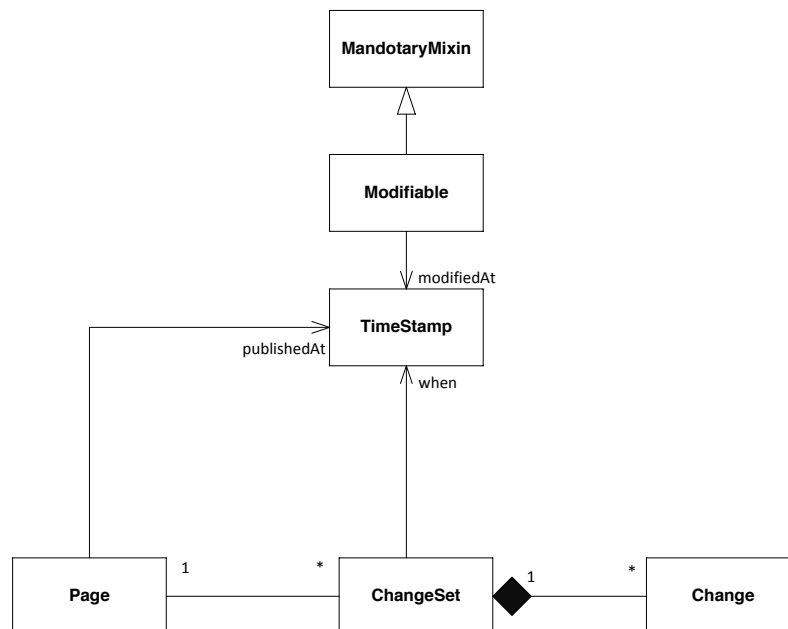 MandotaryMixin
Modifiable
modifiedAt
TimeStamp
publishedAt
when
1
*
1
*
Page
ChangeSet
Change